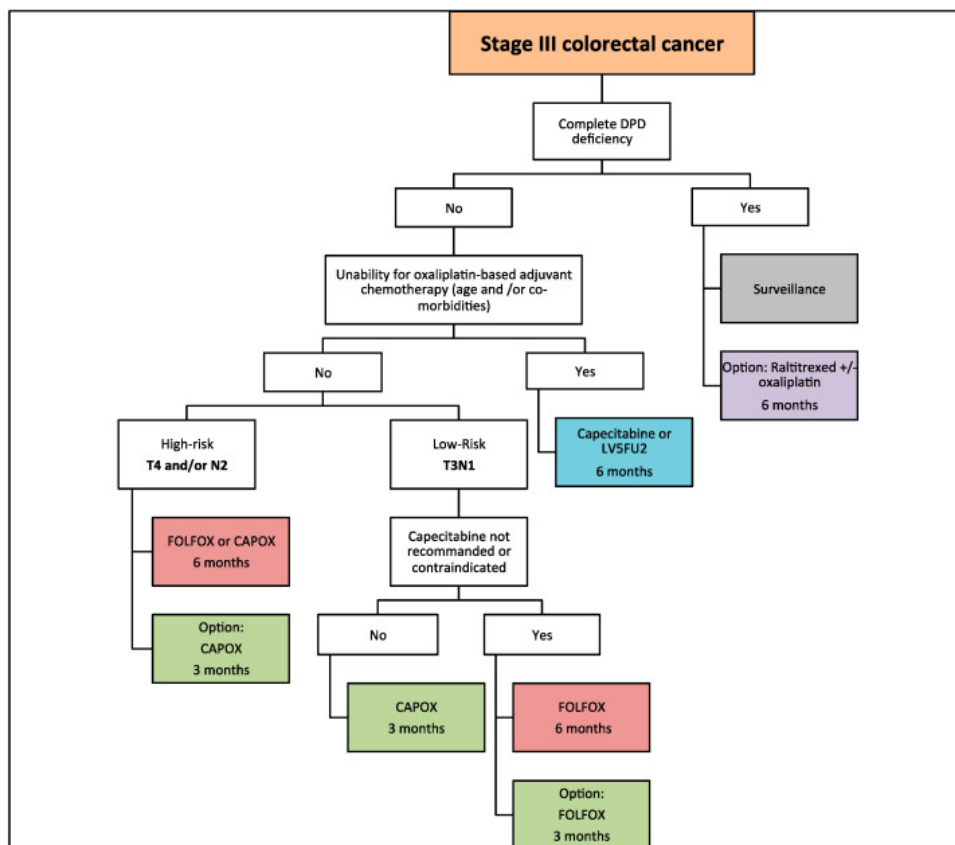 Stage III colorectal cancer
Complete DPD
deficiency
No
Yes
Unability for oxaliplatin-based adjuvant
chemotherapy (age and /or co-
morbidities)
Surveillance
Option: Raltitrexed +/-
oxaliplatin
6 months
No
Yes
High-risk
T4 and/or N2
Low-Risk
T3N1
Capecitabine or
LV5FU2
6 months
FOLFOX or CAPOX
6 months
Option:
CAPOX
3 months
Capecitabine not
recommanded or
contraindicated
No
Yes
CAPOX
3 months
FOLFOX
6 months
Option:
FOLFOX
3 months